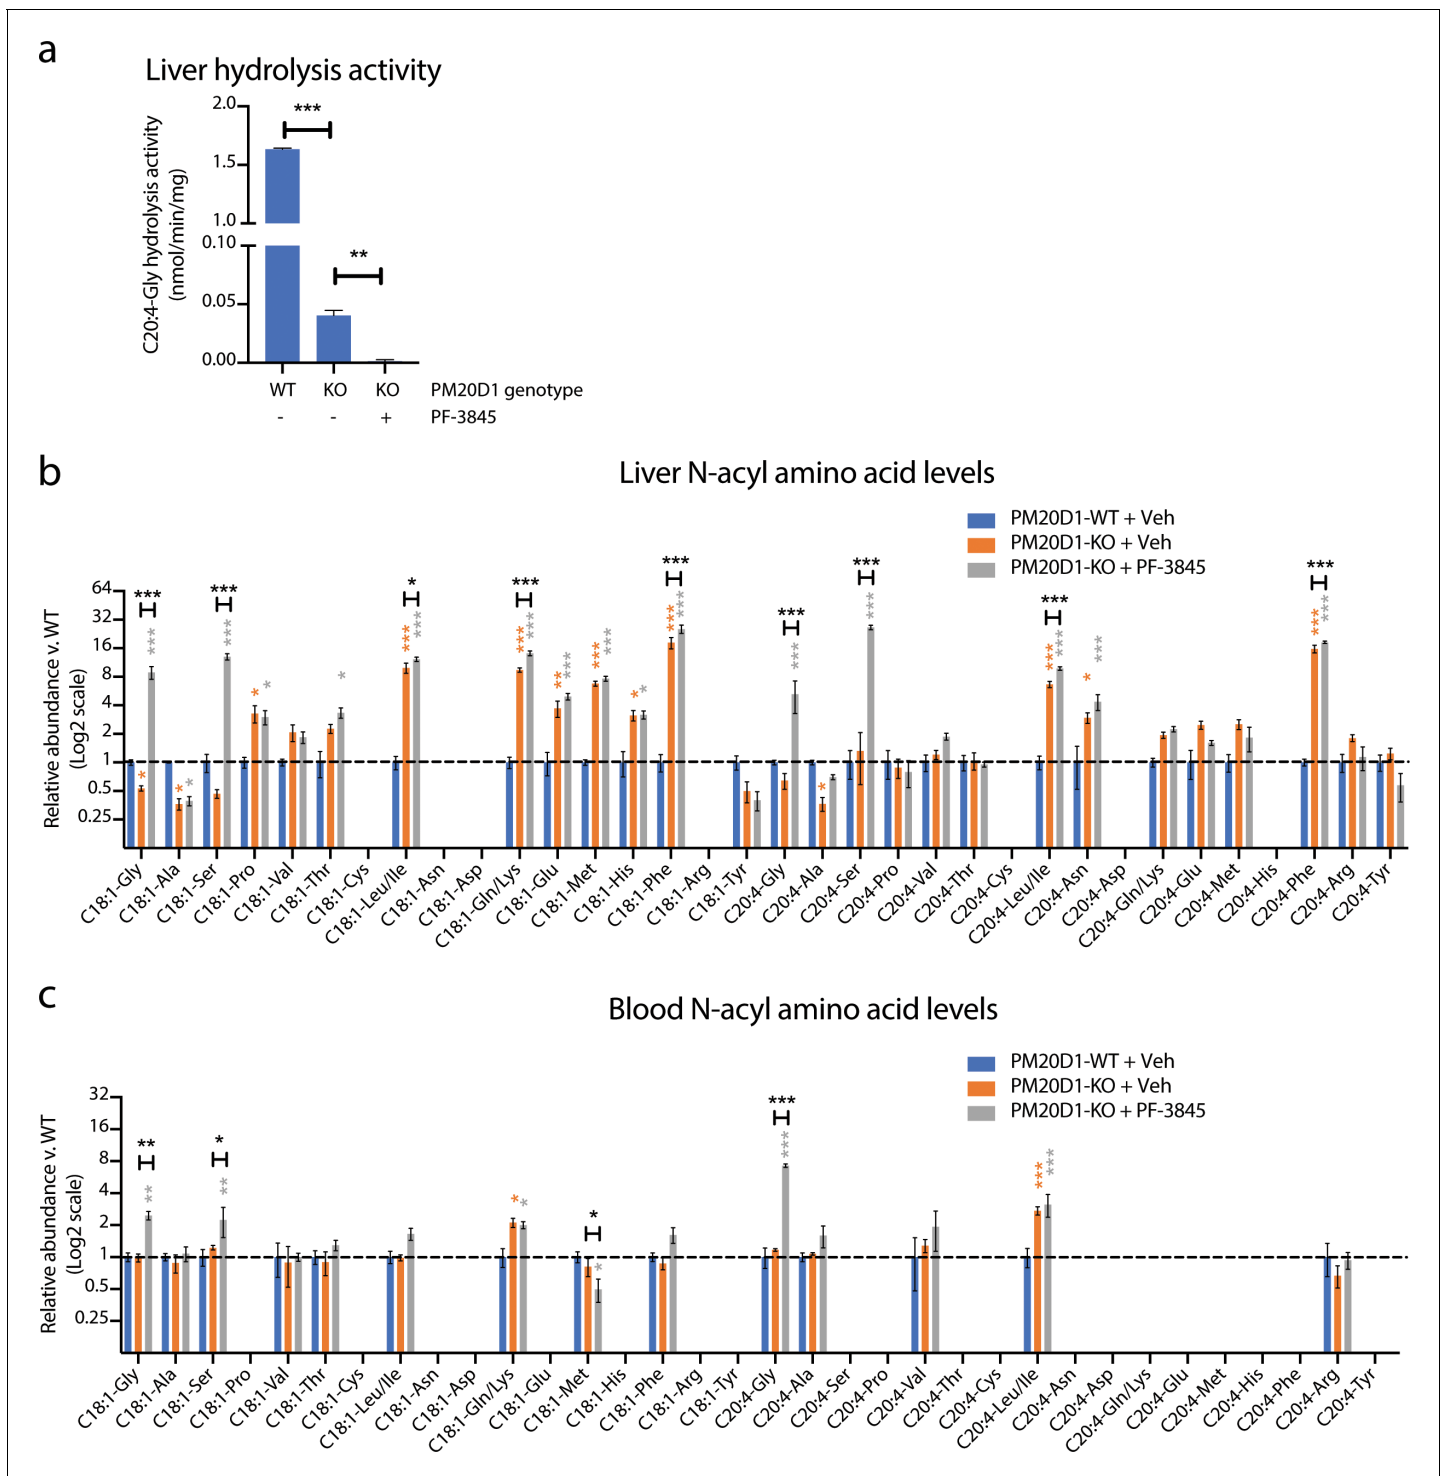 a
Liver hydrolysis activity
C20:4-Gly hydrolysis activity
(nmol/min/mg)
2.0
1.5
1.0
0.10
0.05
0.00
***
**
WT KO KO PM20D1 genotype
- - + PF-3845
b
Liver N-acyl amino acid levels
PM20D1-WT + Veh
PM20D1-KO + Veh
PM20D1-KO + PF-3845
Relative abundance v. WT
(Log2 scale)
64
32
16
8
4
2
1
0.5
0.25
*** *** * *** *** *** *** *** ***
* *** * *** * * * * * *** *** *** *** ** *** *** *** * * *** *** *** * *** *** *** * *** *** ***
C18:1-Gly
C18:1-Ala
C18:1-Ser
C18:1-Pro
C18:1-Val
C18:1-Thr
C18:1-Cys
C18:1-Leu/Ile
C18:1-Asn
C18:1-Asp
C18:1-Gln/Lys
C18:1-Glu
C18:1-Met
C18:1-His
C18:1-Phe
C18:1-Arg
C18:1-Tyr
C20:4-Gly
C20:4-Ala
C20:4-Ser
C20:4-Pro
C20:4-Val
C20:4-Thr
C20:4-Cys
C20:4-Leu/Ile
C20:4-Asn
C20:4-Asp
C20:4-Gln/Lys
C20:4-Glu
C20:4-Met
C20:4-His
C20:4-Phe
C20:4-Arg
C20:4-Tyr
c
Blood N-acyl amino acid levels
PM20D1-WT + Veh
PM20D1-KO + Veh
PM20D1-KO + PF-3845
Relative abundance v. WT
(Log2 scale)
32
16
8
4
2
1
0.5
0.25
** * * ***
** ** * * * *** *** ***
C18:1-Gly
C18:1-Ala
C18:1-Ser
C18:1-Pro
C18:1-Val
C18:1-Thr
C18:1-Cys
C18:1-Leu/Ile
C18:1-Asn
C18:1-Asp
C18:1-Gln/Lys
C18:1-Glu
C18:1-Met
C18:1-His
C18:1-Phe
C18:1-Arg
C18:1-Tyr
C20:4-Gly
C20:4-Ala
C20:4-Ser
C20:4-Pro
C20:4-Val
C20:4-Thr
C20:4-Cys
C20:4-Leu/Ile
C20:4-Asn
C20:4-Asp
C20:4-Gln/Lys
C20:4-Glu
C20:4-Met
C20:4-His
C20:4-Phe
C20:4-Arg
C20:4-Tyr